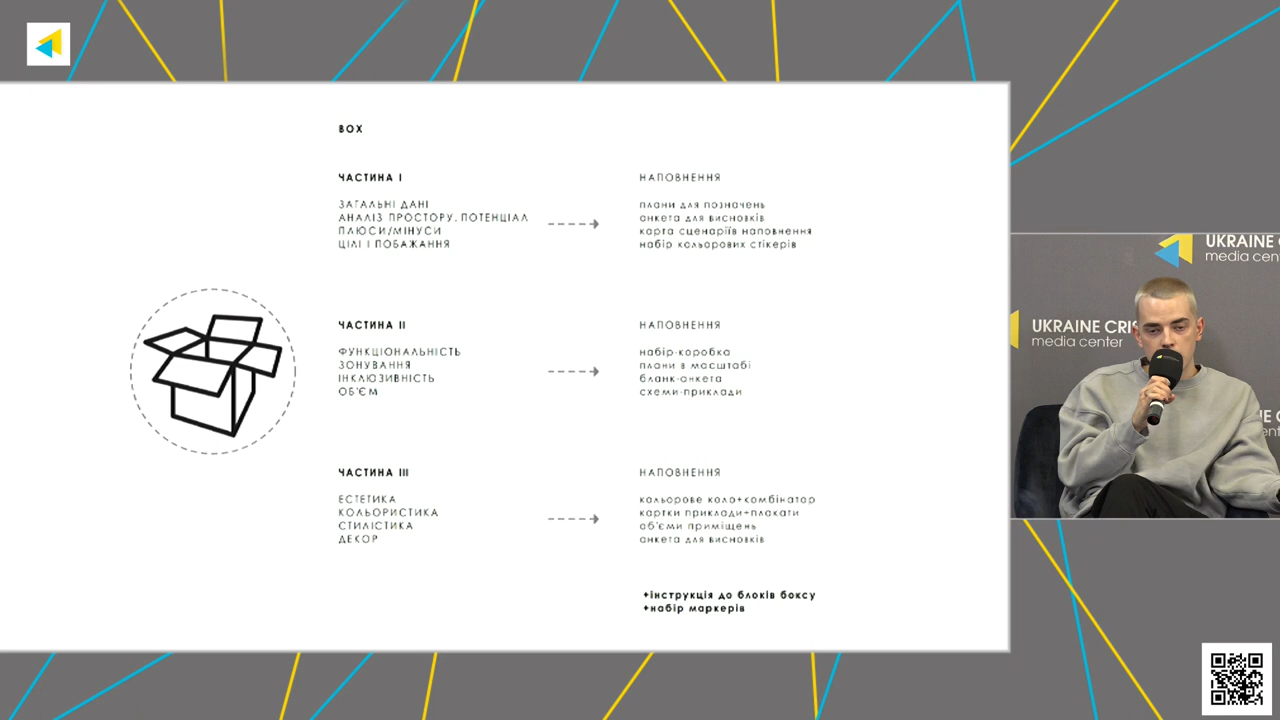 BOX
ЧАСТИНА I
ЗАГАЛЬНІ ДАНІ
АНАЛІЗ ПРОСТОРУ. ПОТЕНЦІАЛ
ПЛЮСИ/МІНУСИ
ЦІЛІ І ПОБАЖАННЯ
НАПОВНЕННЯ
плани для позначень
анкета для висновків
карта сценаріїв наповнення
набір кольорових стікерів
ЧАСТИНА II
ФУНКЦІОНАЛЬНІСТЬ
ЗОНУВАННЯ
ІНКЛЮЗИВНІСТЬ
ОБ'ЄМ
НАПОВНЕННЯ
набір-коробка
плани в масштабі
бланк-анкета
схеми-приклади
ЧАСТИНА III
ЕСТЕТИКА
КОЛЬОРИСТИКА
СТИЛІСТИКА
ДЕКОР
НАПОВНЕННЯ
кольорове коло+комбінатор
картки приклади+плакати
об'єми приміщень
анкета для висновків
+інструкція до блоків боксу
+набір маркерів
UKRAINE C
media cen
UKRAINE CRIS
media center